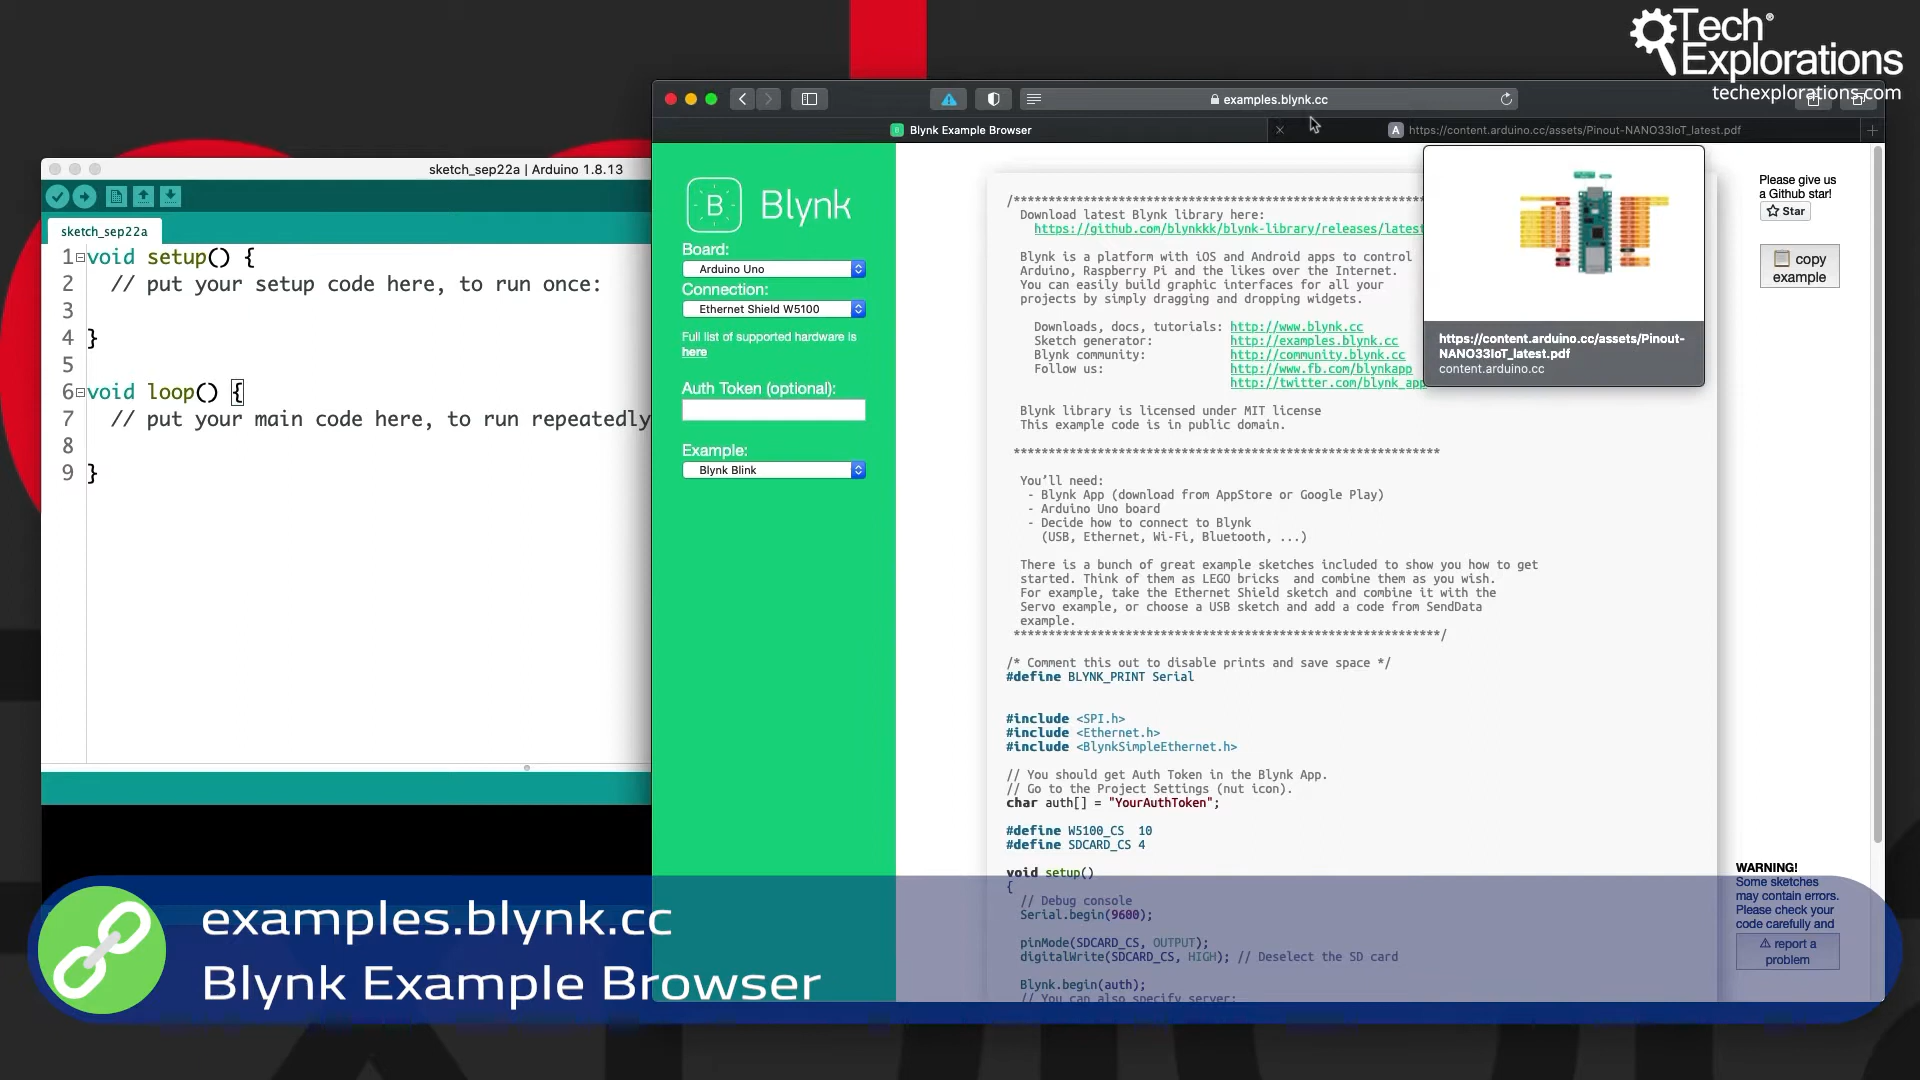 Tech
Explorations
techexplorations.com
examples.blynk.cc
Blynk Example Browser
https://content.arduino.cc/assets/Pinout-NANO33IoT_latest.pdf
sketch_sep22a | Arduino 1.8.13
sketch_sep22a
1 void setup() {
2 // put your setup code here, to run once:
3
4 }
5
6 void loop() {
7 // put your main code here, to run repeatedly
8
9 }
B Blynk
Board:
Arduino Uno
Connection:
Ethernet Shield W5100
Full list of supported hardware is
here
Auth Token (optional):
Example:
Blynk Blink
/***********************************************************
Download latest Blynk library here:
https://github.com/blynkkk/blynk-library/releases/latest
Blynk is a platform with iOS and Android apps to control
Arduino, Raspberry Pi and the likes over the Internet.
You can easily build graphic interfaces for all your
projects by simply dragging and dropping widgets.
Downloads, docs, tutorials: http://www.blynk.cc
Sketch generator: http://examples.blynk.cc
Blynk community: http://community.blynk.cc
Follow us: http://www.fb.com/blynkapp
http://twitter.com/blynk_app
Blynk library is licensed under MIT license
This example code is in public domain.
*************************************************************
You’ll need:
- Blynk App (download from AppStore or Google Play)
- Arduino Uno board
- Decide how to connect to Blynk
(USB, Ethernet, Wi-Fi, Bluetooth, ...)
There is a bunch of great example sketches included to show you how to get
started. Think of them as LEGO bricks and combine them as you wish.
For example, take the Ethernet Shield sketch and combine it with the
Servo example, or choose a USB sketch and add a code from SendData
example.
*************************************************************/
/* Comment this out to disable prints and save space */
#define BLYNK_PRINT Serial
#include <SPI.h>
#include <Ethernet.h>
#include <BlynkSimpleEthernet.h>
// You should get Auth Token in the Blynk App.
// Go to the Project Settings (nut icon).
char auth[] = "YourAuthToken";
#define W5100_CS 10
#define SDCARD_CS 4
void setup()
{
// Debug console
Serial.begin(9600);
pinMode(SDCARD_CS, OUTPUT);
digitalWrite(SDCARD_CS, HIGH); // Deselect the SD card
Blynk.begin(auth);
// You can also specify server:
https://content.arduino.cc/assets/Pinout-
NANO33IoT_latest.pdf
content.arduino.cc
Please give us
a Github star!
Star
copy
example
WARNING!
Some sketches
may contain errors.
Please check your
code carefully and
report a
problem
examples.blynk.cc
Blynk Example Browser